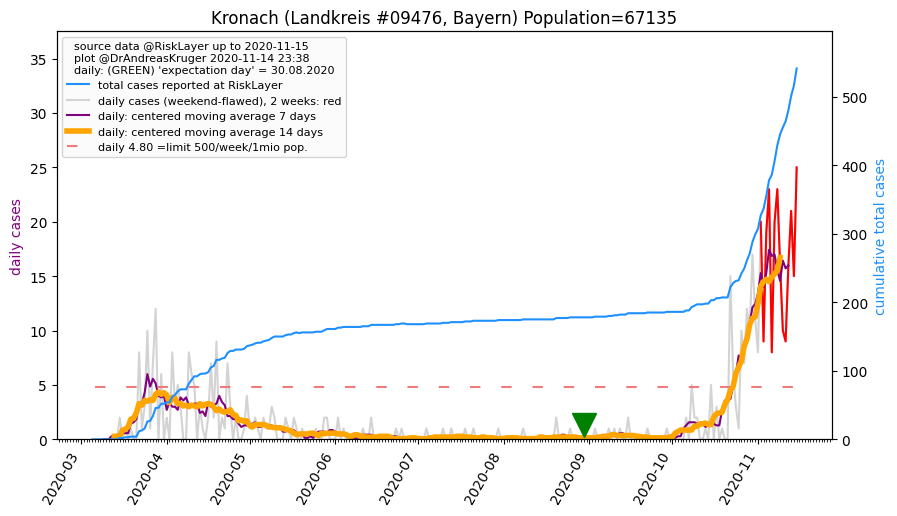 Kronach (Landkreis #09476, Bayern) Population=67135
source data @RiskLayer up to 2020-11-15
plot @DrAndreasKruger 2020-11-14 23:38
daily: (GREEN) 'expectation day' = 30.08.2020
total cases reported at RiskLayer
daily cases (weekend-flawed), 2 weeks: red
daily: centered moving average 7 days
daily: centered moving average 14 days
daily 4.80 =limit 500/week/1mio pop.
daily cases
35
30
25
20
15
10
5
0
cumulative total cases
500
400
300
200
100
0
2020-03
2020-04
2020-05
2020-06
2020-07
2020-08
2020-09
2020-10
2020-11